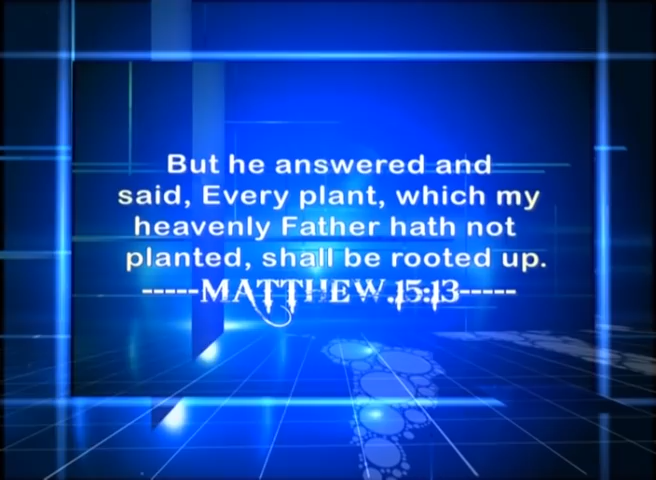 But he answered and
said, Every plant, which my
heavenly Father hath not
planted, shall be rooted up.
-----MATTHEW.15:13-----